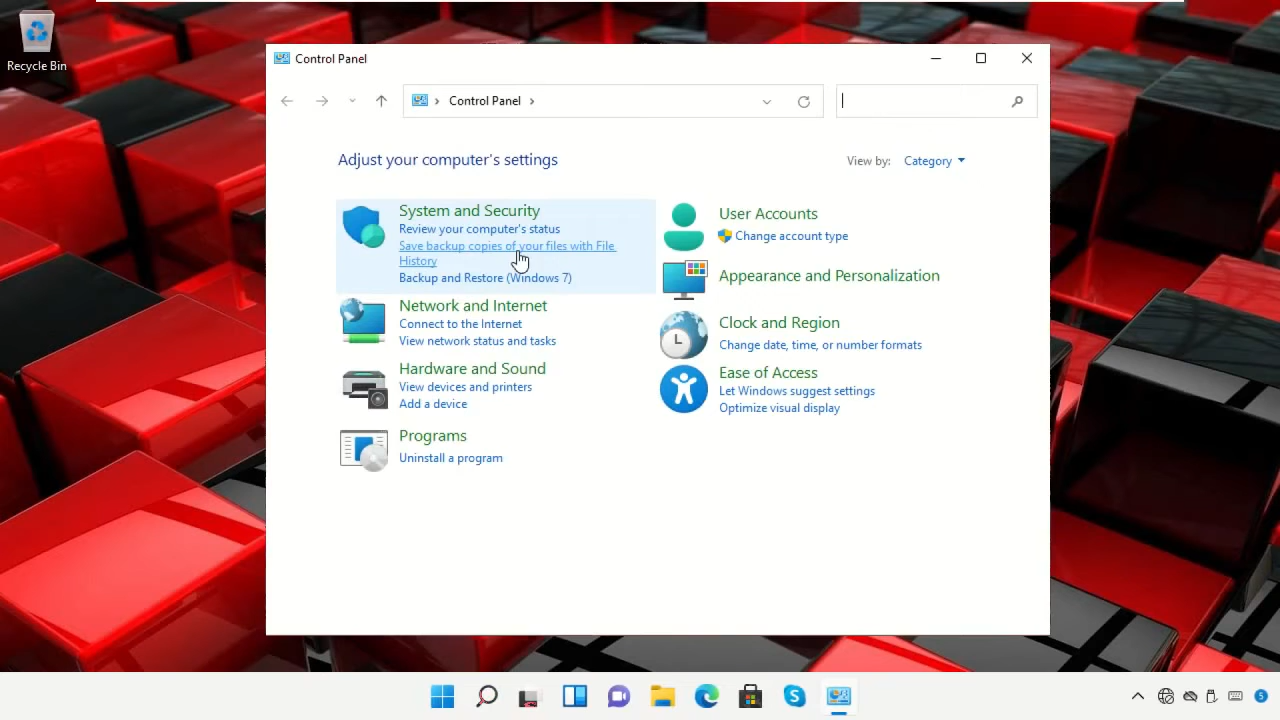 Recycle Bin
Control Panel
Control Panel
Adjust your computer's settings
View by: Category
System and Security
Review your computer's status
Save backup copies of your files with File
History
Backup and Restore (Windows 7)
Network and Internet
Connect to the Internet
View network status and tasks
Hardware and Sound
View devices and printers
Add a device
Programs
Uninstall a program
User Accounts
Change account type
Appearance and Personalization
Clock and Region
Change date, time, or number formats
Ease of Access
Let Windows suggest settings
Optimize visual display
5